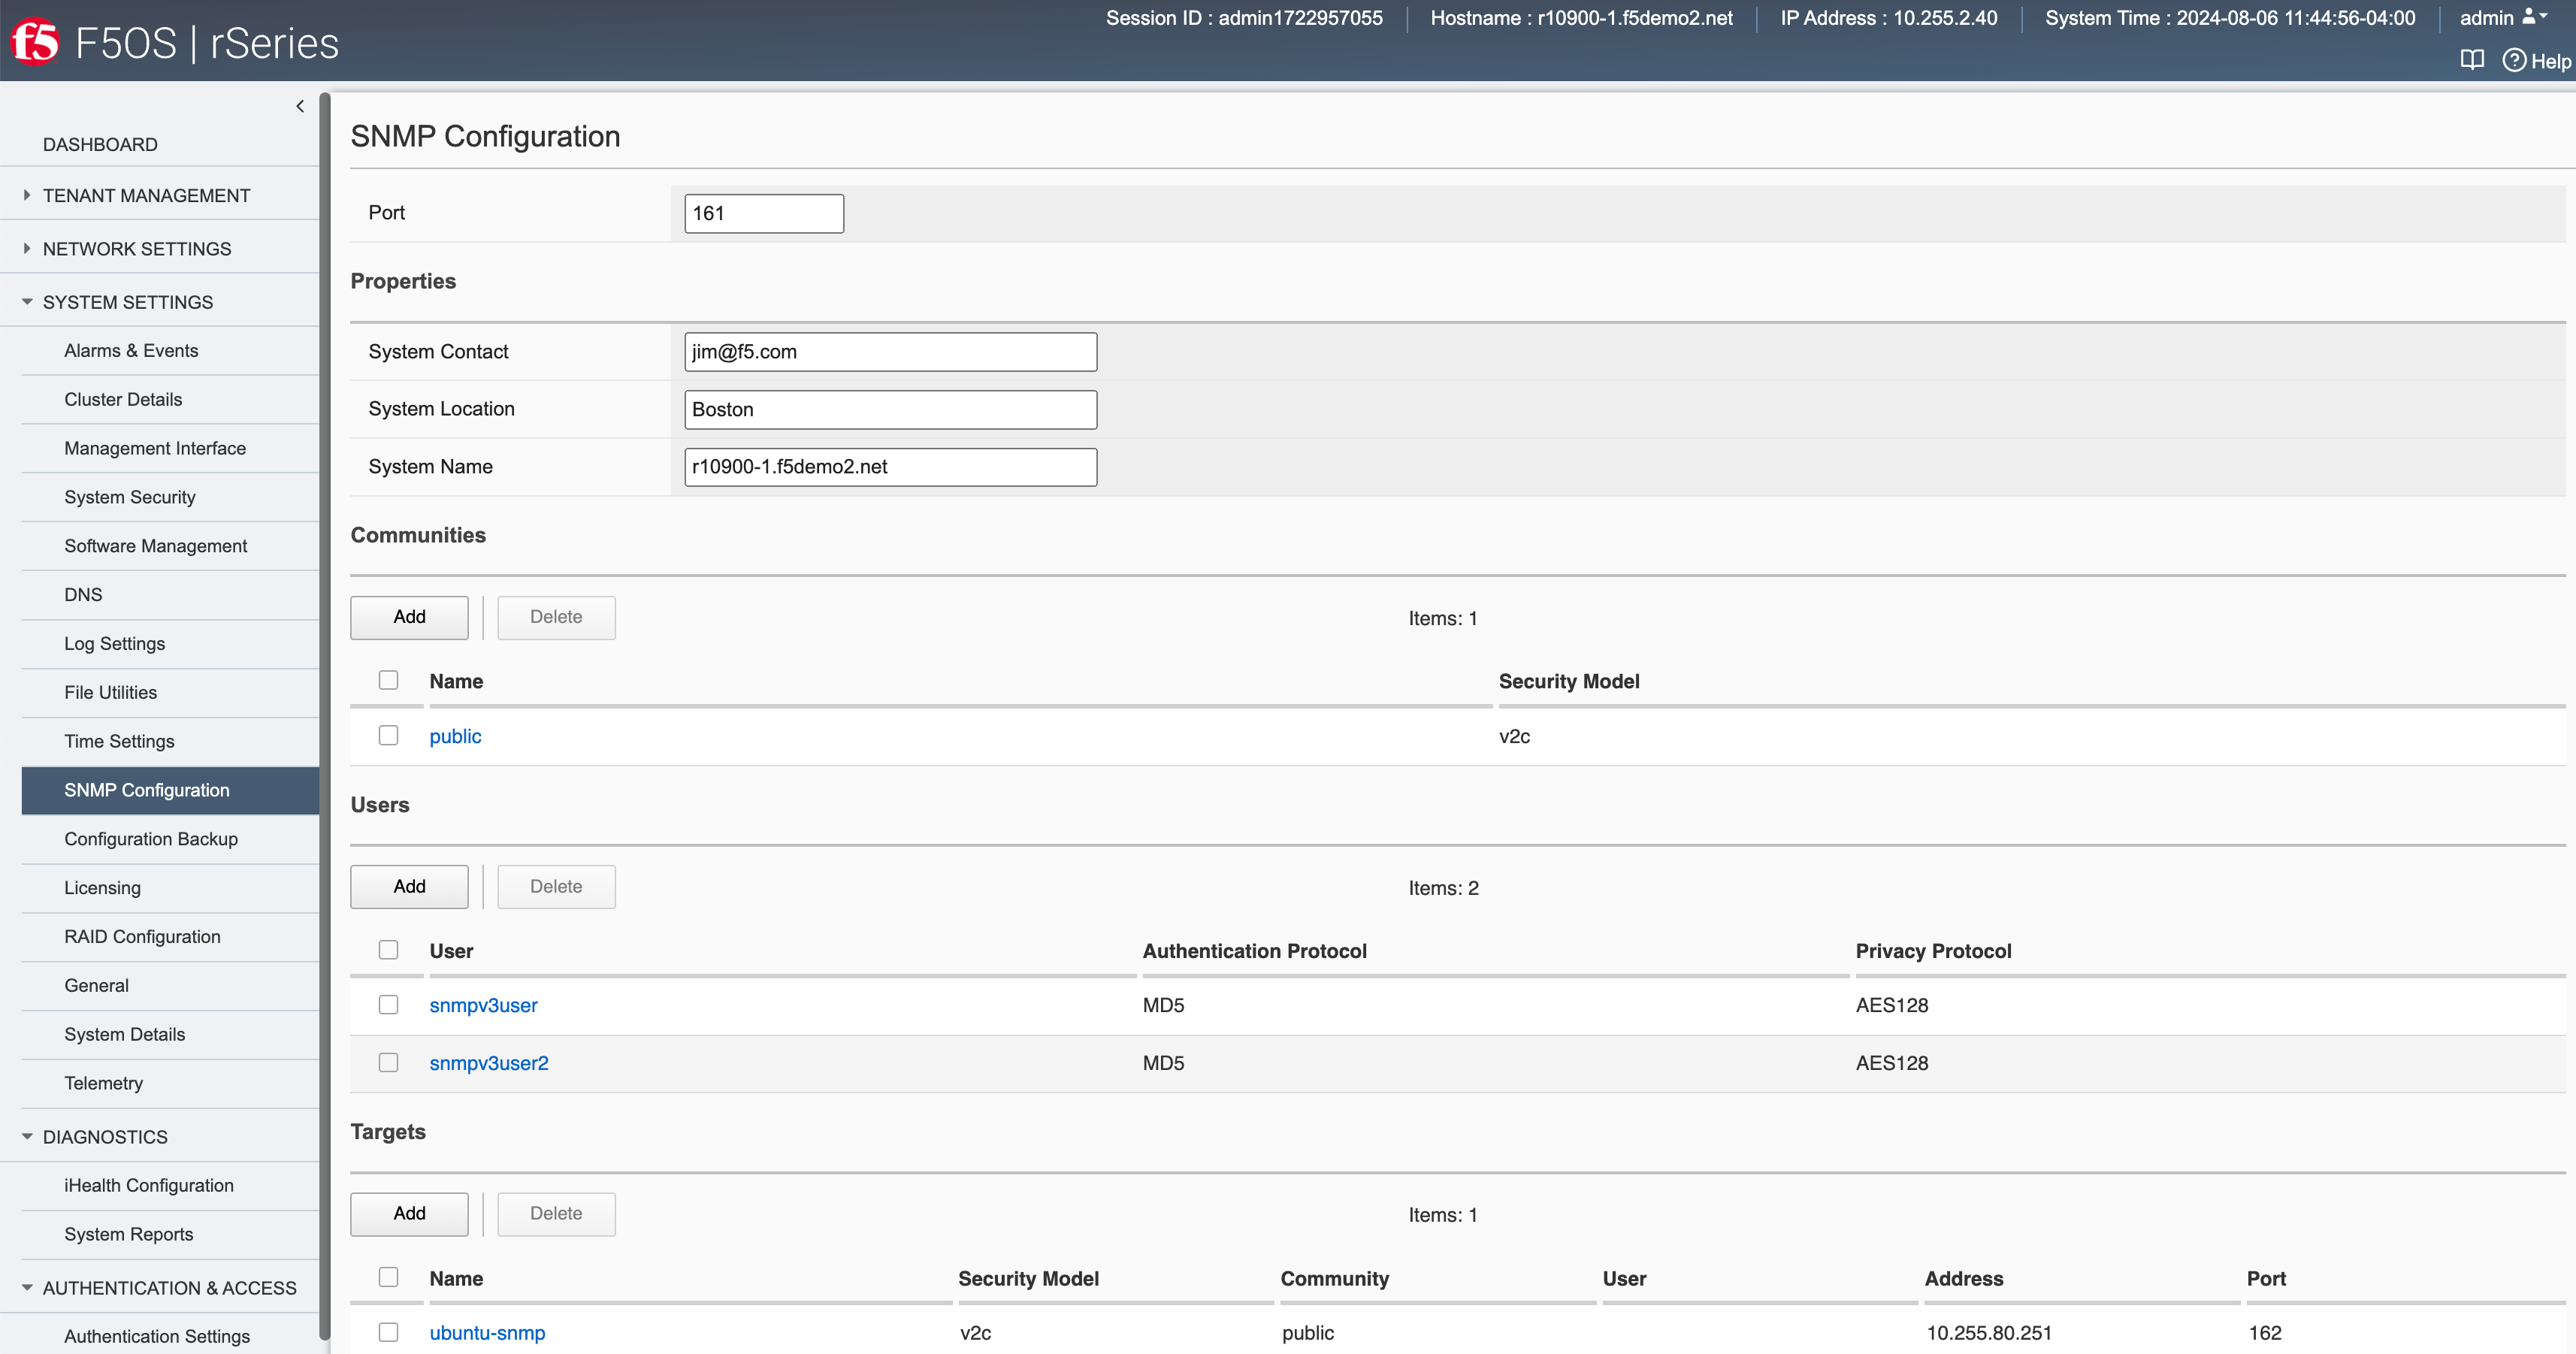 f5 F5OS | rSeries
Session ID : admin1722957055 Hostname : r10900-1.f5demo2.net IP Address : 10.255.2.40 System Time : 2024-08-06 11:44:56-04:00 admin
Help
DASHBOARD
TENANT MANAGEMENT
NETWORK SETTINGS
SYSTEM SETTINGS
Alarms & Events
Cluster Details
Management Interface
System Security
Software Management
DNS
Log Settings
File Utilities
Time Settings
SNMP Configuration
Configuration Backup
Licensing
RAID Configuration
General
System Details
Telemetry
DIAGNOSTICS
iHealth Configuration
System Reports
AUTHENTICATION & ACCESS
Authentication Settings
SNMP Configuration
Port 161
Properties
System Contact jim@f5.com
System Location Boston
System Name r10900-1.f5demo2.net
Communities
Add Delete Items: 1
Name Security Model
public v2c
Users
Add Delete Items: 2
User Authentication Protocol Privacy Protocol
snmpv3user MD5 AES128
snmpv3user2 MD5 AES128
Targets
Add Delete Items: 1
Name Security Model Community User Address Port
ubuntu-snmp v2c public 10.255.80.251 162